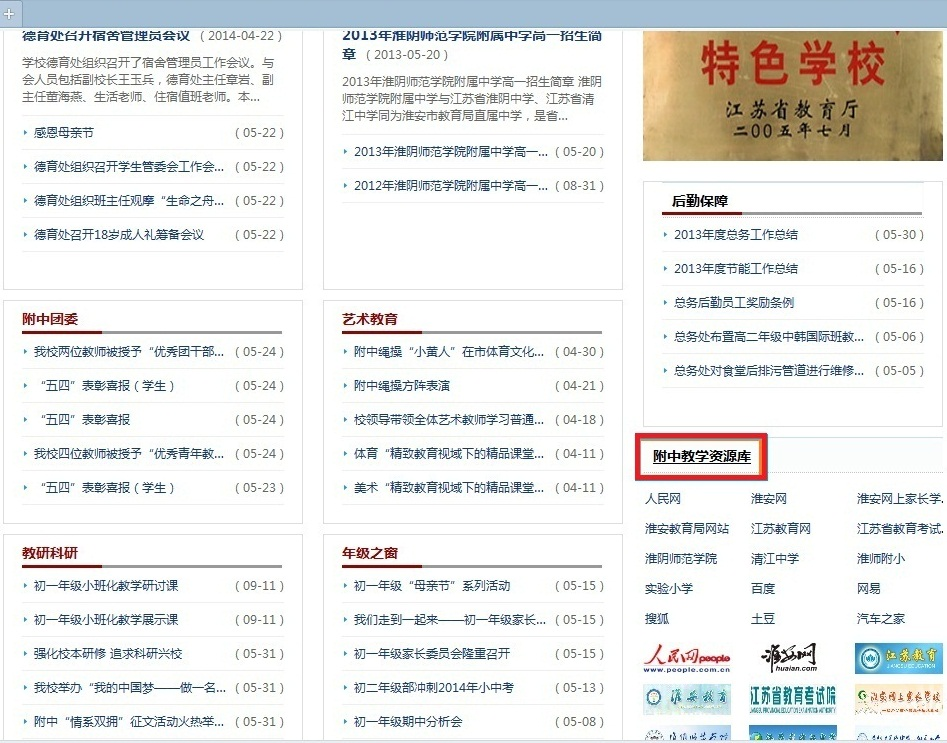 德育处召开宿舍管理员会议 （2014-04-22 ）
学校德育处组织召开了宿舍管理员工作会议。与
会人员包括副校长王玉兵，德育处主任章岩、副
主任董海燕、生活老师、住宿值班老师。本...
感恩母亲节 ( 05-22 )
德育处组织召开学生管委会工作会... ( 05-22 )
德育处组织班主任观摩“生命之舟... ( 05-22 )
德育处召开18岁成人礼筹备会议 ( 05-22 )
2013年淮阴师范学院附属中学高一招生简
章 （2013-05-20 ）
2013年淮阴师范学院附属中学高一招生简章 淮阴
师范学院附属中学与江苏省淮阴中学、江苏省清
江中学同为淮安市教育局直属中学，是省...
2013年淮阴师范学院附属中学高一... ( 05-20 )
2012年淮阴师范学院附属中学高一... ( 08-31 )
特色学校
江苏省教育厅
二〇〇五年七月
后勤保障
2013年度总务工作总结 ( 05-30 )
2013年度节能工作总结 ( 05-16 )
总务后勤员工奖励条例 ( 05-16 )
总务处布置高二年级中韩国际班教... ( 05-06 )
总务处对食堂后排污管道进行维修... ( 05-05 )
附中团委
我校两位教师被授予“优秀团干部... ( 05-24 )
“五四”表彰喜报（学生） ( 05-24 )
“五四”表彰喜报 ( 05-24 )
我校四位教师被授予“优秀青年教... ( 05-24 )
“五四”表彰喜报（学生） ( 05-23 )
艺术教育
附中绳操“小黄人”在市体育文化... ( 04-30 )
附中绳操方阵表演 ( 04-21 )
校领导带领全体艺术教师学习普通... ( 04-18 )
体育“精致教育视域下的精品课堂... ( 04-11 )
美术“精致教育视域下的精品课堂... ( 04-11 )
附中教学资源库
人民网 淮安网 淮安网上家长学.
淮安教育局网站 江苏教育网 江苏省教育考试.
淮阴师范学院 清江中学 淮师附小
实验小学 百度 网易
搜狐 土豆 汽车之家
人民网 people
www.people.com.cn
淮安网
huaian.com
江苏教育
JIANGSU EDUCATION
淮安教育
江苏省教育考试院
JIANGSU PROVINCIAL EDUCATION EXAMINATION AUTHORITY
淮安网上家长学校
教研科研
初一年级小班化教学研讨课 ( 09-11 )
初一年级小班化教学展示课 ( 09-11 )
强化校本研修 追求科研兴校 ( 05-31 )
我校举办“我的中国梦——做一名... ( 05-31 )
附中“情系双拥”征文活动火热举... ( 05-31 )
年级之窗
初一年级“母亲节”系列活动 ( 05-15 )
我们走到一起来——初一年级家长... ( 05-15 )
初一年级家长委员会隆重召开 ( 05-15 )
初二年级部冲刺2014年小中考 ( 05-13 )
初一年级期中分析会 ( 05-08 )